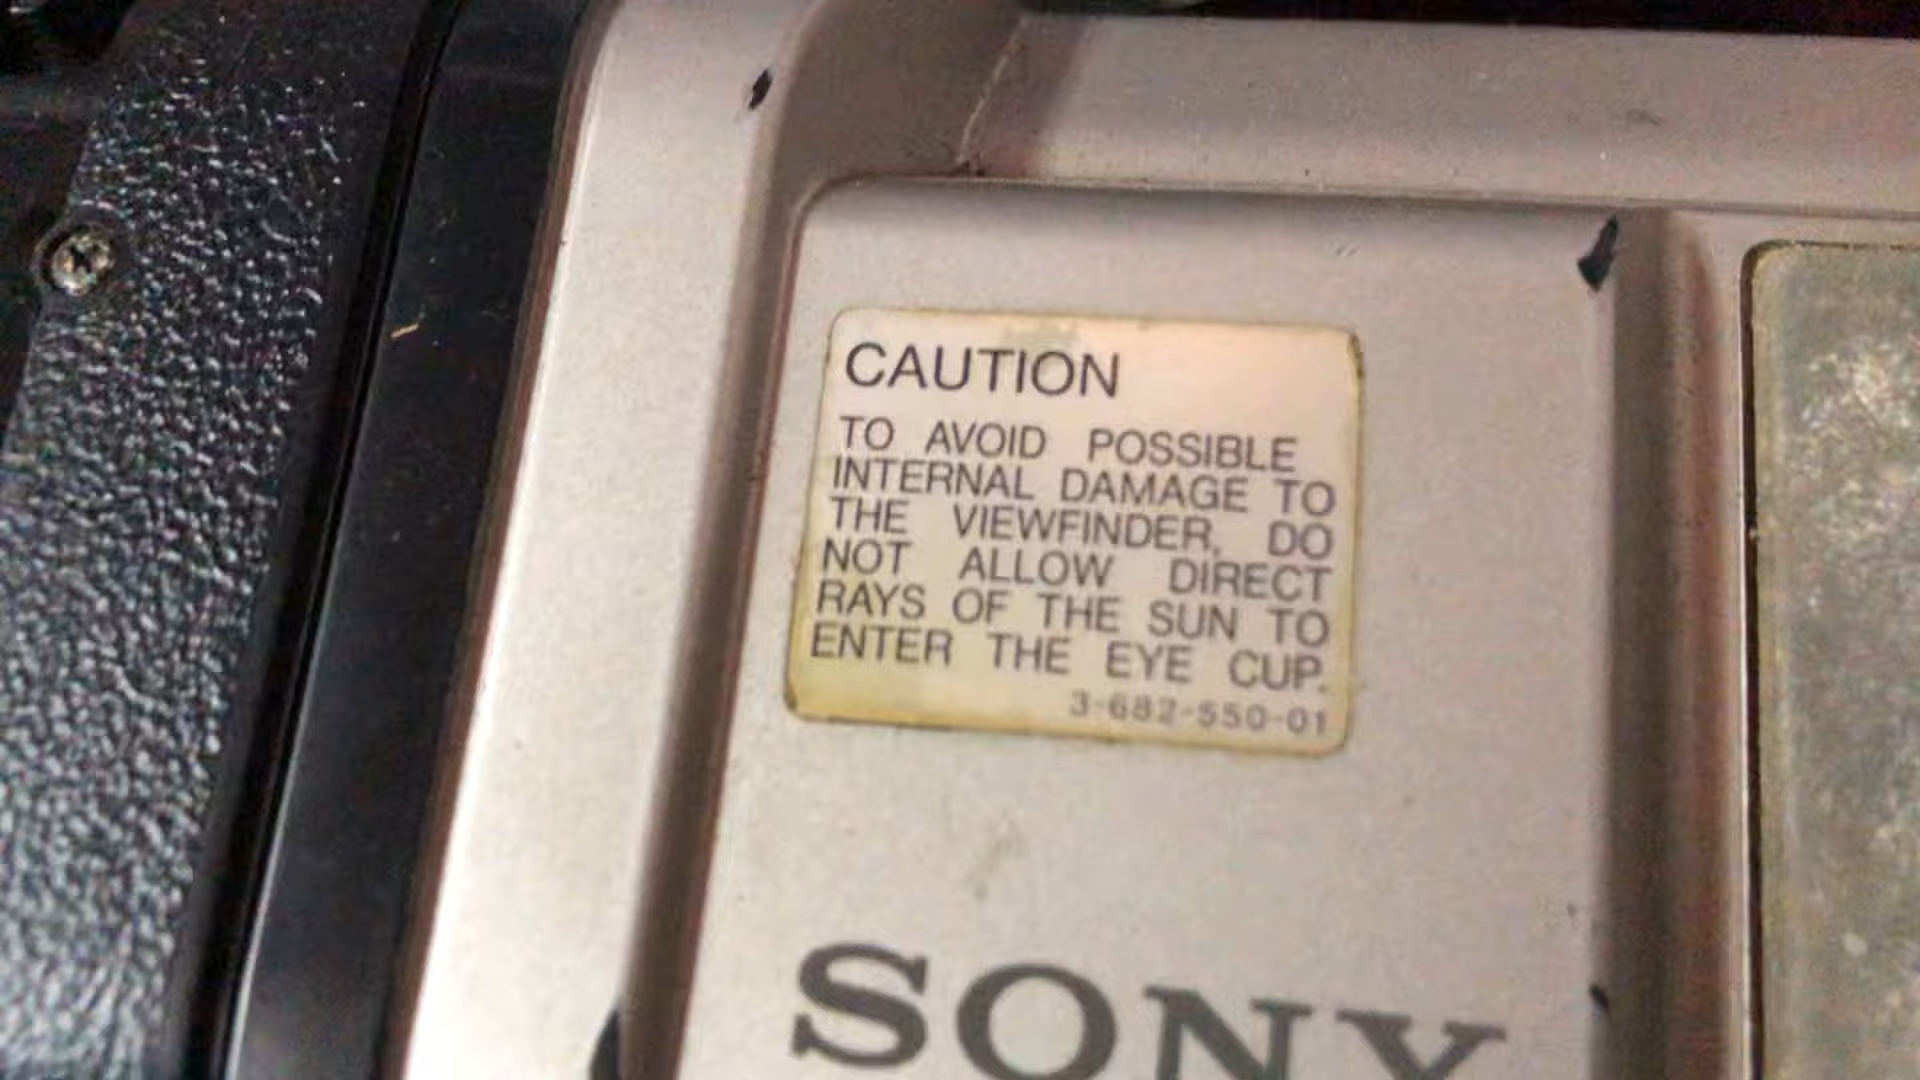 CAUTION
TO AVOID POSSIBLE
INTERNAL DAMAGE TO
THE VIEWFINDER, DO
NOT ALLOW DIRECT
RAYS OF THE SUN TO
ENTER THE EYE CUP.
3-682-550-01
SONY